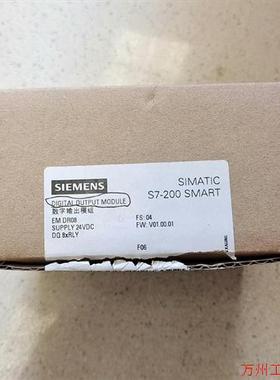 SIEMENS
SIMATIC
S7-200 SMART
DIGITAL OUTPUT MODULE
数字输出模组
EM DR08
SUPPLY 24VDC
DQ 8xRLY
FS: 04
FW: V01.00.01
F06
万州工